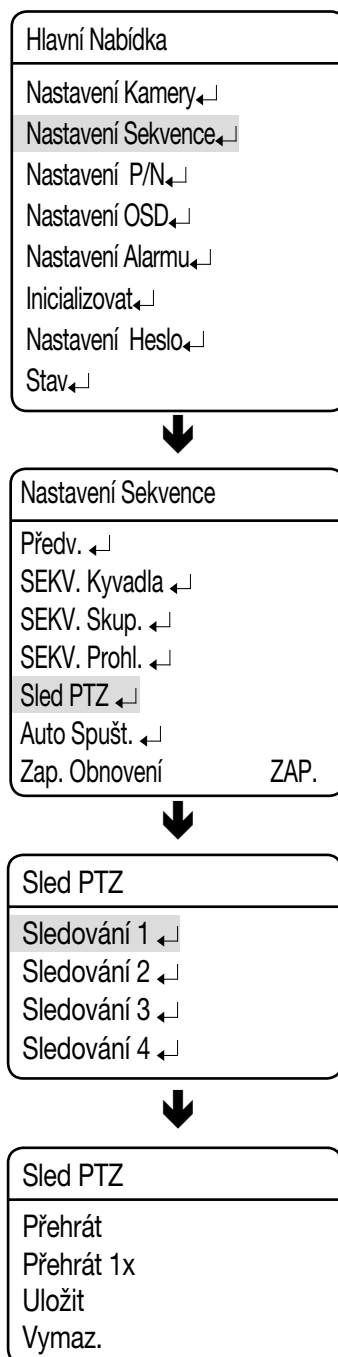 Hlavní Nabídka
Nastavení Kamery↵
Nastavení Sekvence↵
Nastavení P/N↵
Nastavení OSD↵
Nastavení Alarmu↵
Inicializovat↵
Nastavení Heslo↵
Stav↵
Nastavení Sekvence
Předv. ↵
SEKV. Kyvadla ↵
SEKV. Skup. ↵
SEKV. Prohl. ↵
Sled PTZ ↵
Auto Spušt. ↵
Zap. Obnovení ZAP.
Sled PTZ
Sledování 1 ↵
Sledování 2 ↵
Sledování 3 ↵
Sledování 4 ↵
Sled PTZ
Přehrát
Přehrát 1x
Uložit
Vymaz.